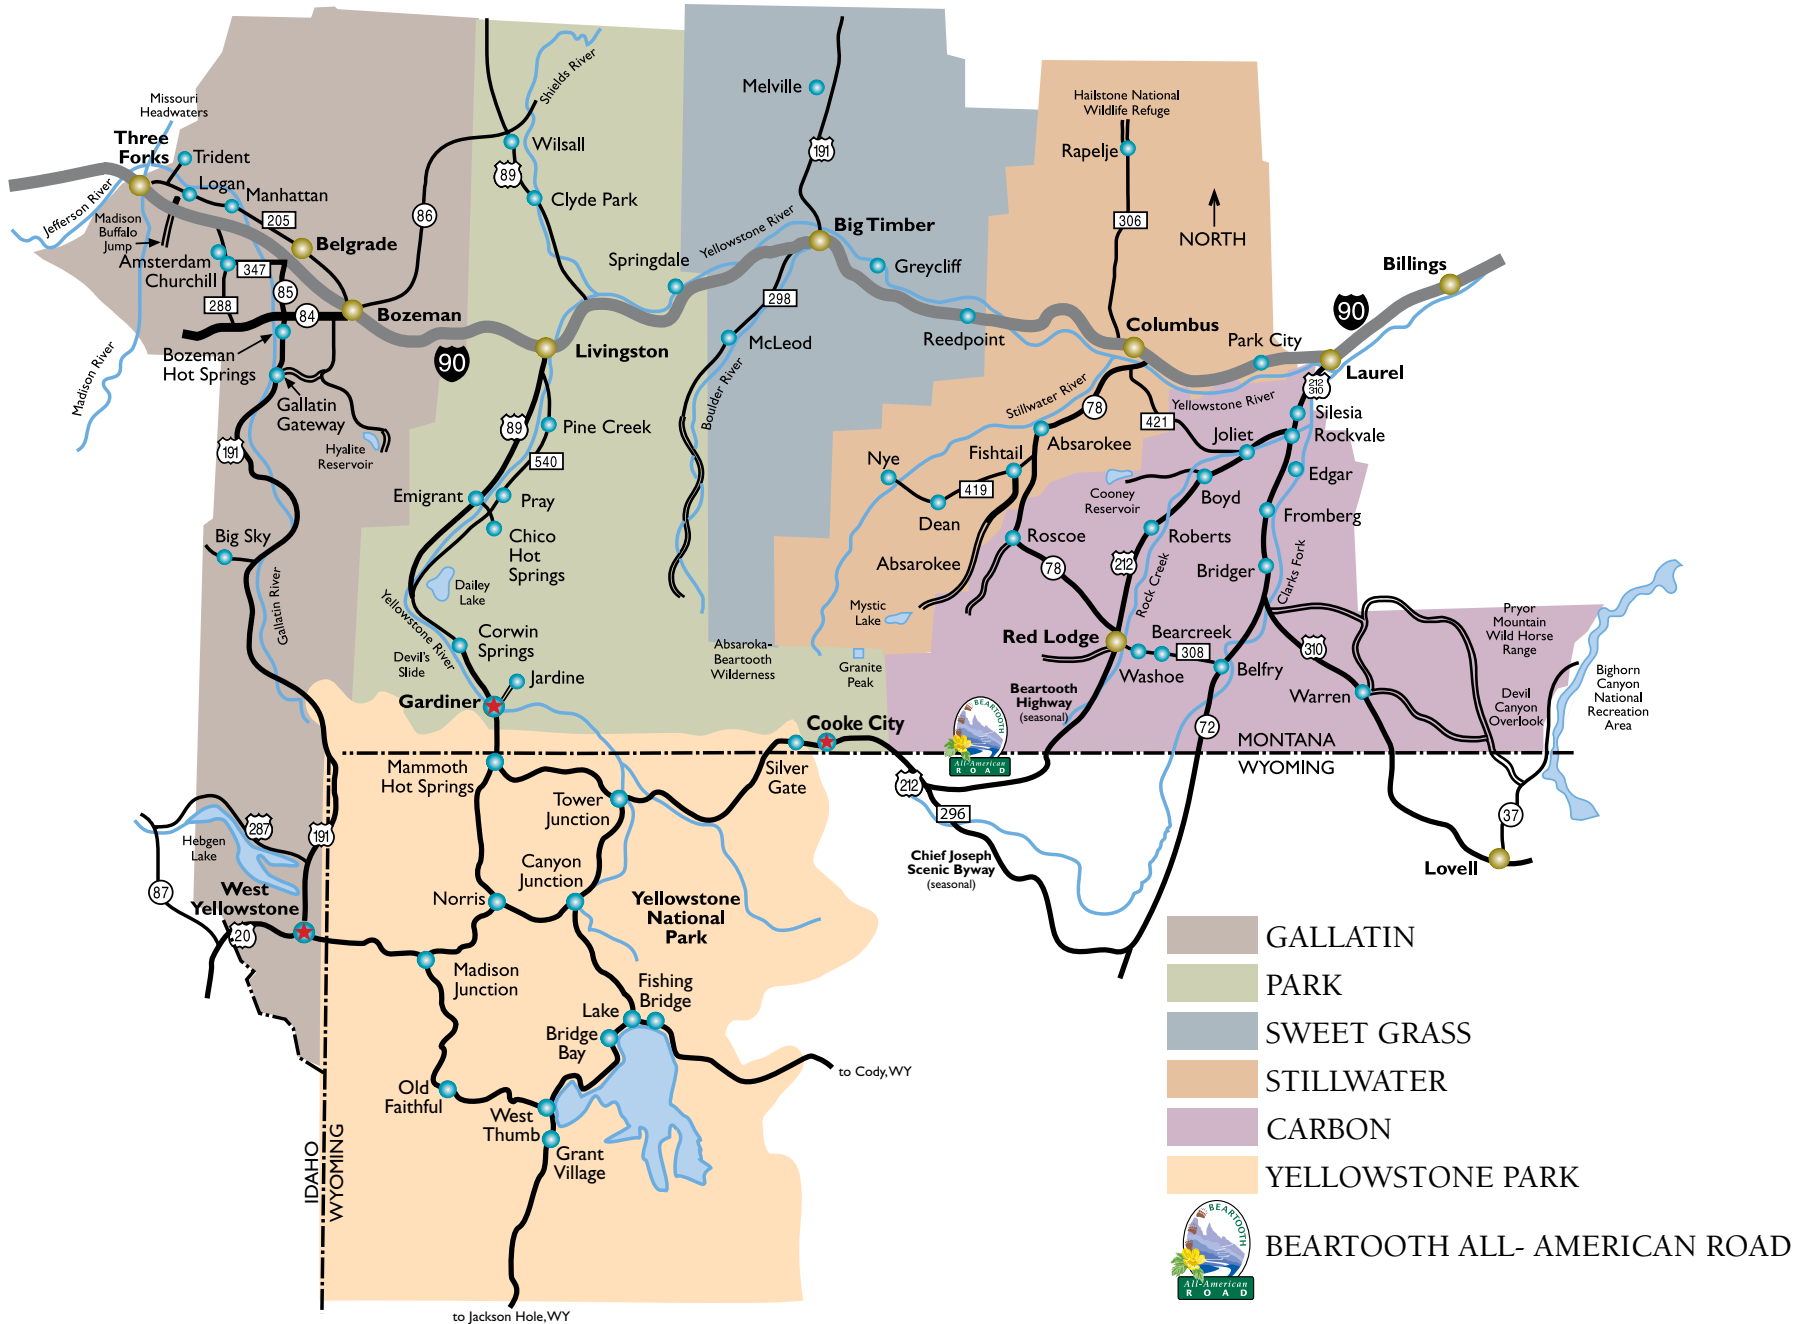 Missouri
Headwaters
Three
Forks
Trident
Logan
Manhattan
205
Jefferson River
Madison
Buffalo
Jump
Belgrade
Amsterdam
Churchill
347
85
288
84
Bozeman
86
Bozeman
Hot Springs
Madison River
Gallatin
Gateway
Hyalite
Reservoir
191
Big Sky
Gallatin River
90
Shields River
Wilsall
89
Clyde Park
Springdale
Livingston
89
Pine Creek
540
Emigrant
Pray
Chico
Hot
Springs
Dailey
Lake
Yellowstone River
Corwin
Springs
Devil's
Slide
Jardine
Gardiner
Melville
191
Yellowstone River
Big Timber
Greycliff
298
McLeod
Boulder River
Reedpoint
Absaroka-
Beartooth
Wilderness
Granite
Peak
Hailstone National
Wildlife Refuge
Rapelje
306
NORTH
Columbus
Park City
Billings
90
Laurel
212
310
Stillwater River
78
Yellowstone River
421
Silesia
Rockvale
Joliet
Absarokee
Fishtail
Nye
419
Dean
Edgar
Cooney
Reservoir
Boyd
Fromberg
Roscoe
Roberts
Absarokee
78
212
Bridger
Clarks Fork
Rock Creek
Mystic
Lake
Red Lodge
Bearcreek
308
310
Washoe
Belfry
Warren
Pryor
Mountain
Wild Horse
Range
Devil
Canyon
Overlook
Bighorn
Canyon
National
Recreation
Area
Beartooth
Highway
(seasonal)
BEARTOOTH
All-American
ROAD
72
MONTANA
WYOMING
Cooke City
Silver
Gate
212
296
37
Chief Joseph
Scenic Byway
(seasonal)
Lovell
Mammoth
Hot Springs
Tower
Junction
Canyon
Junction
Norris
Yellowstone
National
Park
287
191
Hebgen
Lake
87
West
Yellowstone
20
Madison
Junction
Fishing
Bridge
Lake
Bridge
Bay
to Cody, WY
Old
Faithful
West
Thumb
Grant
Village
IDAHO
WYOMING
to Jackson Hole, WY
GALLATIN
PARK
SWEET GRASS
STILLWATER
CARBON
YELLOWSTONE PARK
BEARTOOTH
All-American
ROAD
BEARTOOTH ALL- AMERICAN ROAD